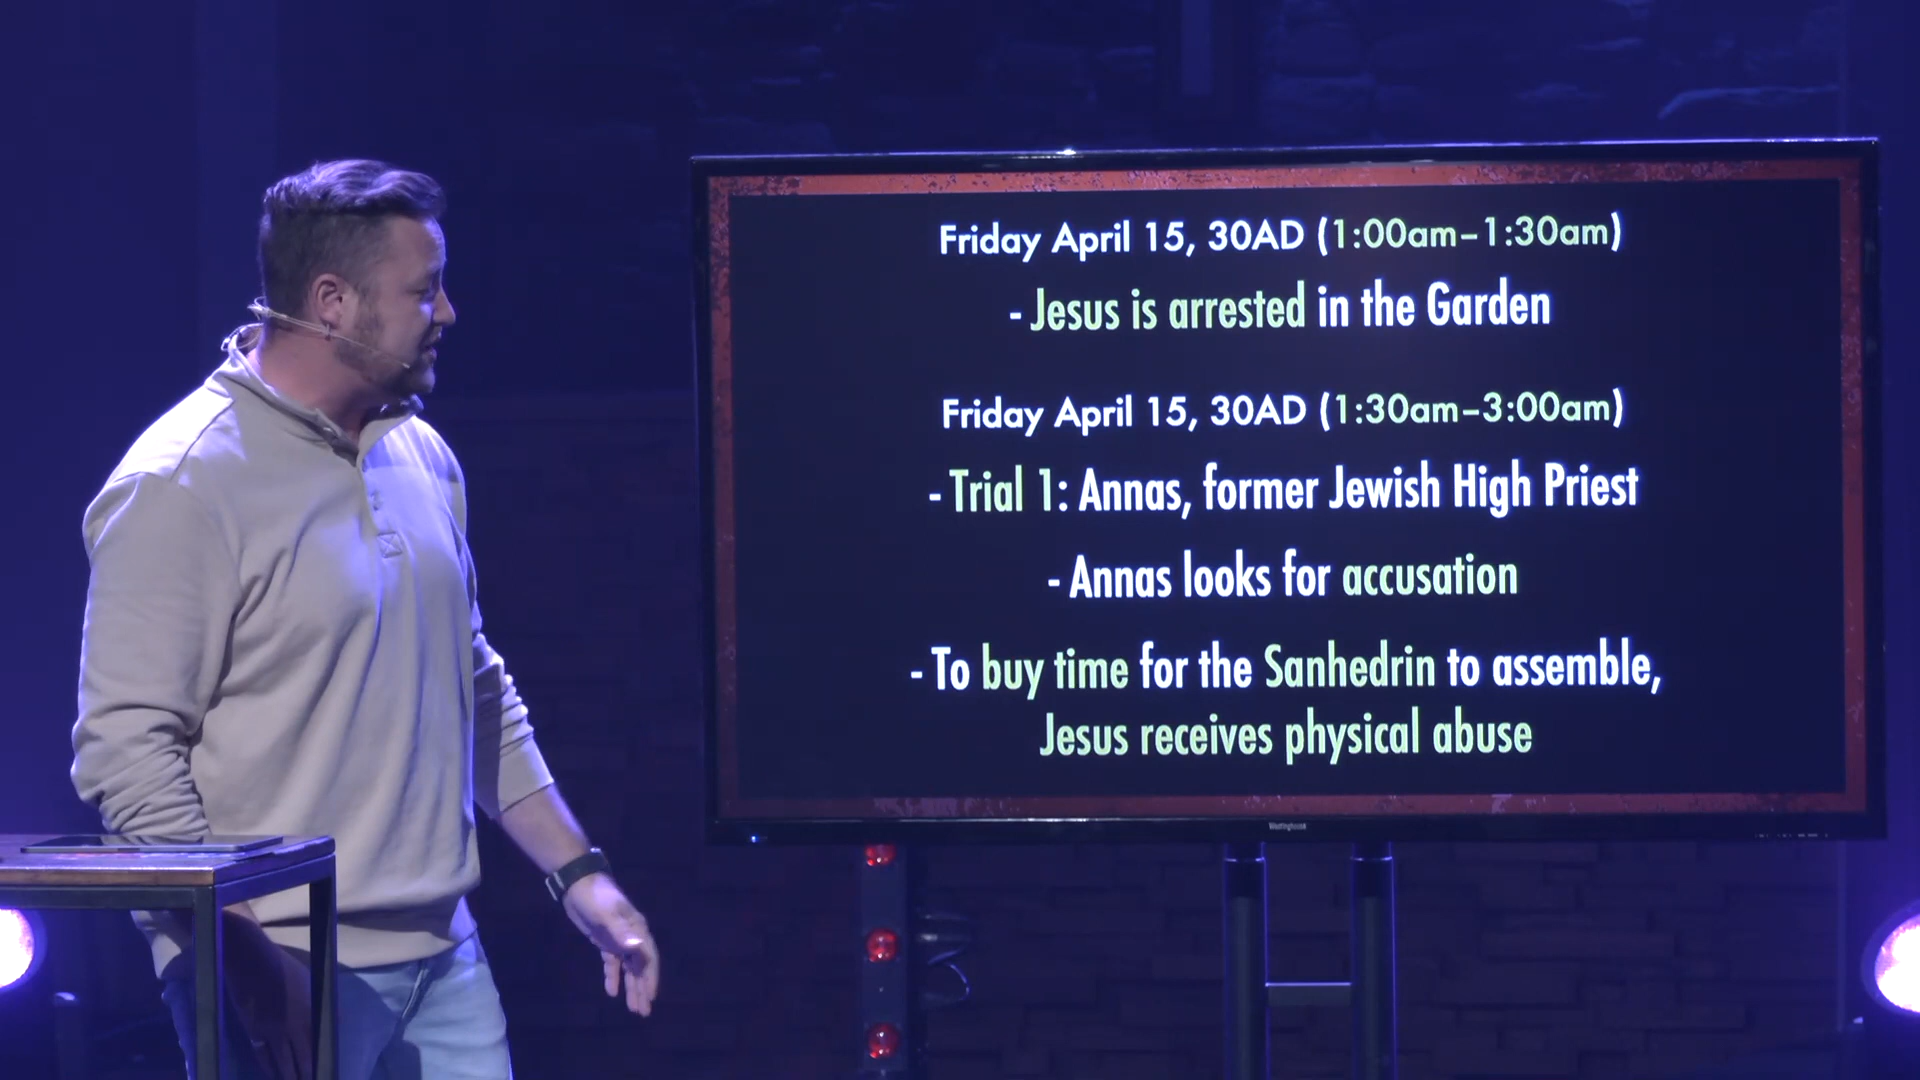 Friday April 15, 30AD (1:00am–1:30am)
- Jesus is arrested in the Garden
Friday April 15, 30AD (1:30am–3:00am)
- Trial 1: Annas, former Jewish High Priest
- Annas looks for accusation
- To buy time for the Sanhedrin to assemble,
Jesus receives physical abuse
Westinghouse